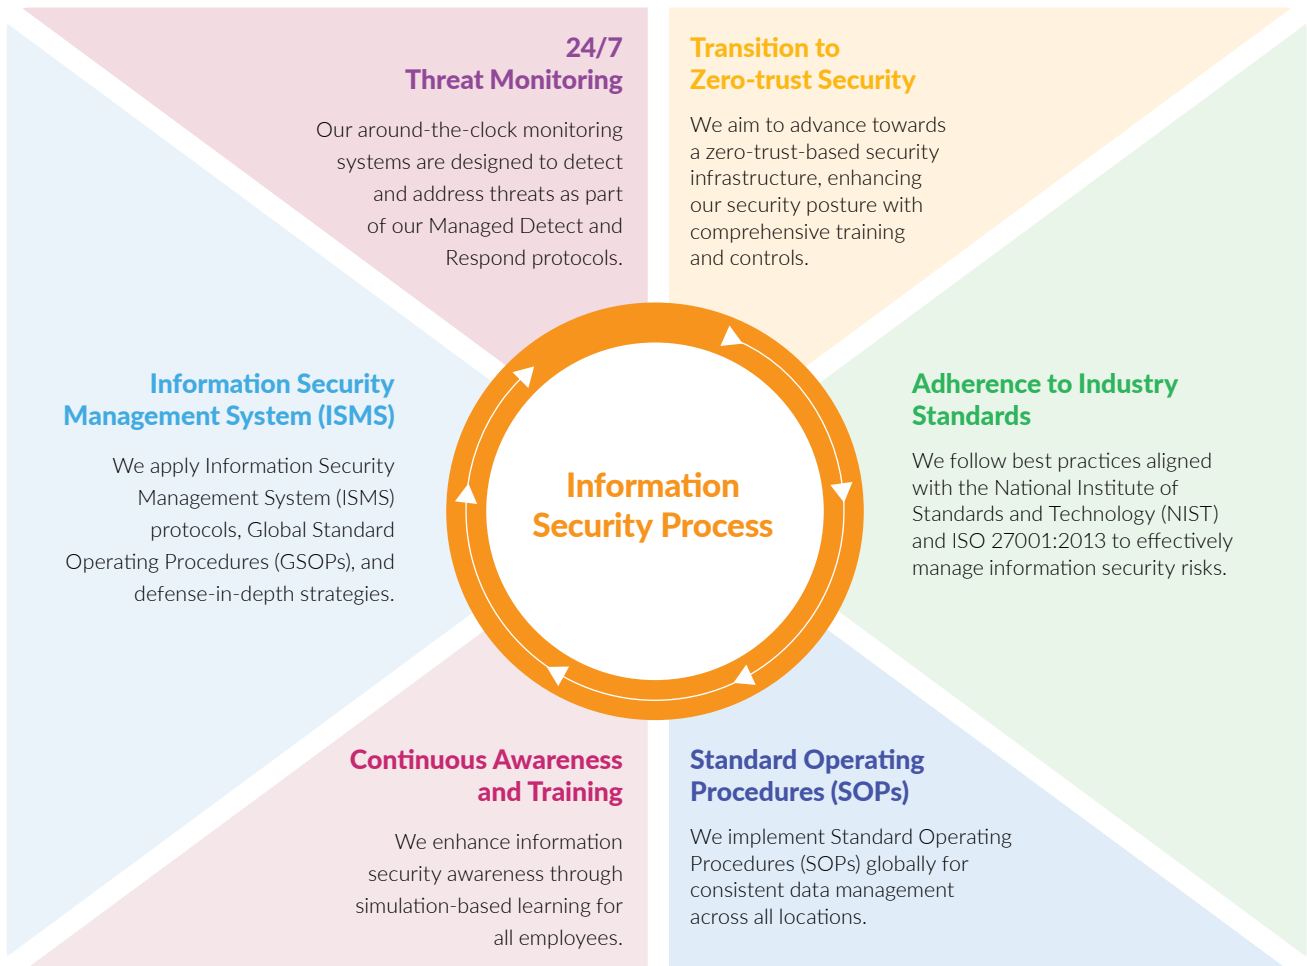 24/7
Threat Monitoring
Our around-the-clock monitoring
systems are designed to detect
and address threats as part
of our Managed Detect and
Respond protocols.
Transition to
Zero-trust Security
We aim to advance towards
a zero-trust-based security
infrastructure, enhancing
our security posture with
comprehensive training
and controls.
Information Security
Management System (ISMS)
We apply Information Security
Management System (ISMS)
protocols, Global Standard
Operating Procedures (GSOPs), and
defense-in-depth strategies.
Information
Security Process
Adherence to Industry
Standards
We follow best practices aligned
with the National Institute of
Standards and Technology (NIST)
and ISO 27001:2013 to effectively
manage information security risks.
Continuous Awareness
and Training
We enhance information
security awareness through
simulation-based learning for
all employees.
Standard Operating
Procedures (SOPs)
We implement Standard Operating
Procedures (SOPs) globally for
consistent data management
across all locations.